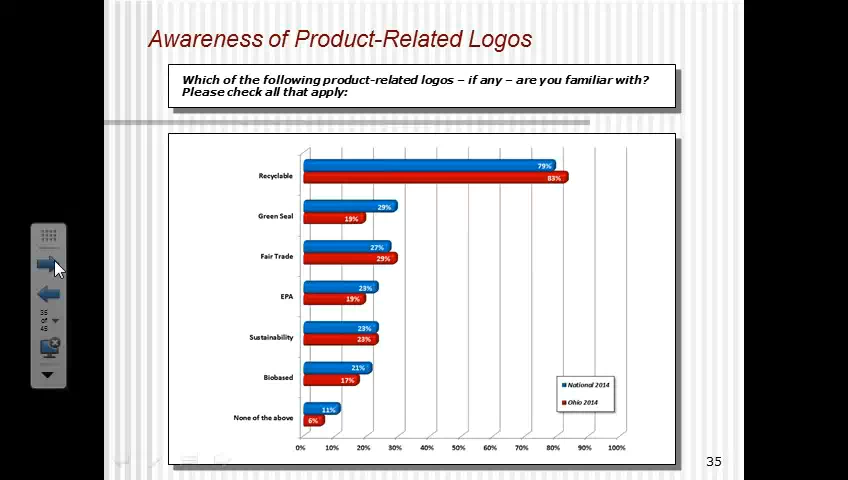 Awareness of Product-Related Logos
Which of the following product-related logos – if any – are you familiar with?
Please check all that apply:
Recyclable
79%
83%
Green Seal
29%
19%
Fair Trade
27%
29%
EPA
23%
19%
Sustainability
23%
23%
Biobased
21%
17%
None of the above
11%
6%
National 2014
Ohio 2014
0% 10% 20% 30% 40% 50% 60% 70% 80% 90% 100%
35
of
45
35